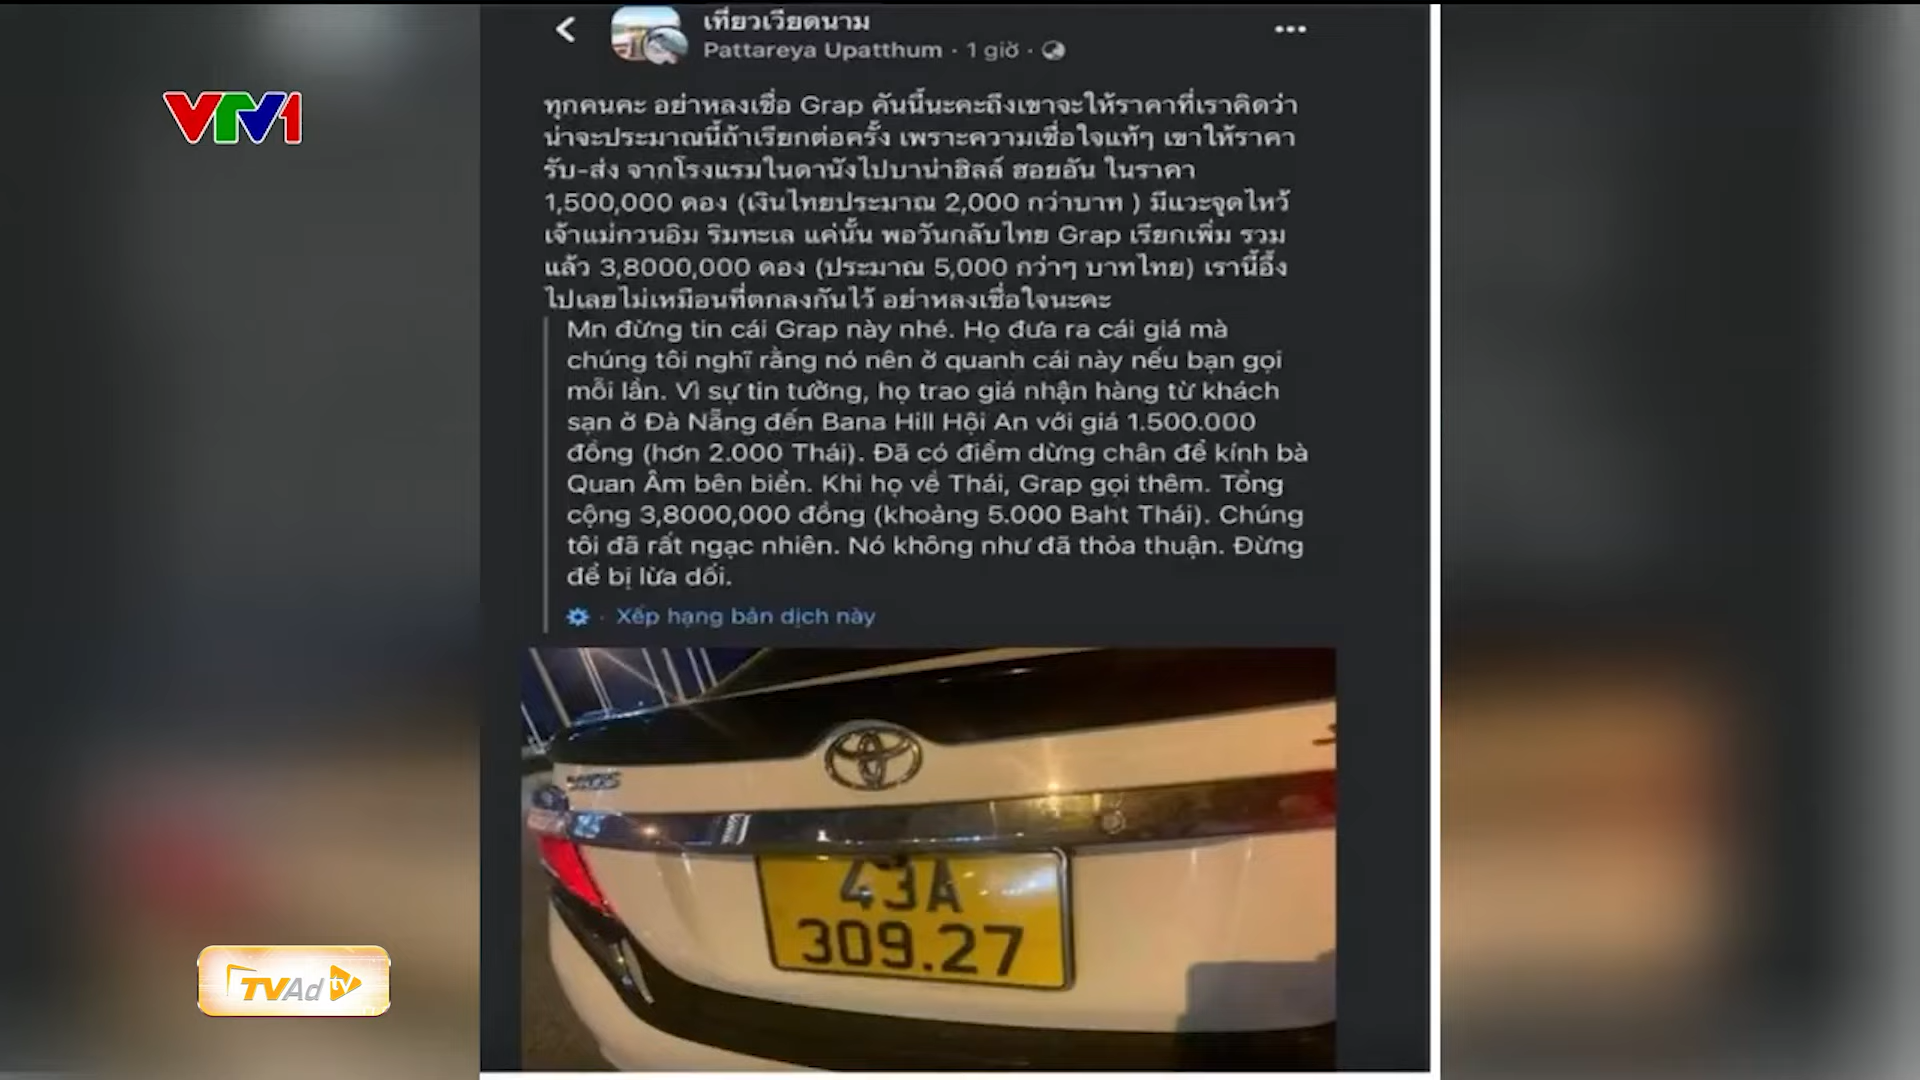 เที่ยวเวียดนาม
Pattareya Upatthum · 1 giờ ·
VTV1
ทุกคนคะ อย่าหลงเชื่อ Grap คันนี้นะคะถึงเขาจะให้ราคาที่เราคิดว่า
น่าจะประมาณนี้ถ้าเรียกต่อครั้ง เพราะความเชื่อใจแท้ๆ เขาให้ราคา
รับ-ส่ง จากโรงแรมในดานังไปบาน่าฮิลล์ ฮอยอัน ในราคา
1,500,000 ดอง (เงินไทยประมาณ 2,000 กว่าบาท ) มีแวะจุดไหว้
เจ้าแม่กวนอิม ริมทะเล แค่นั้น พอวันกลับไทย Grap เรียกเพิ่ม รวม
แล้ว 3,8000,000 ดอง (ประมาณ 5,000 กว่าๆ บาทไทย) เรานี้อึ้ง
ไปเลยไม่เหมือนที่ตกลงกันไว้ อย่าหลงเชื่อใจนะคะ
Mn đừng tin cái Grap này nhé. Họ đưa ra cái giá mà
chúng tôi nghĩ rằng nó nên ở quanh cái này nếu bạn gọi
mỗi lần. Vì sự tin tưởng, họ trao giá nhận hàng từ khách
sạn ở Đà Nẵng đến Bana Hill Hội An với giá 1.500.000
đồng (hơn 2.000 Thái). Đã có điểm dừng chân để kính bà
Quan Âm bên biển. Khi họ về Thái, Grap gọi thêm. Tổng
cộng 3,8000,000 đồng (khoảng 5.000 Baht Thái). Chúng
tôi đã rất ngạc nhiên. Nó không như đã thỏa thuận. Đừng
để bị lừa dối.
· Xếp hạng bản dịch này
43A
309.27
TVAd tv